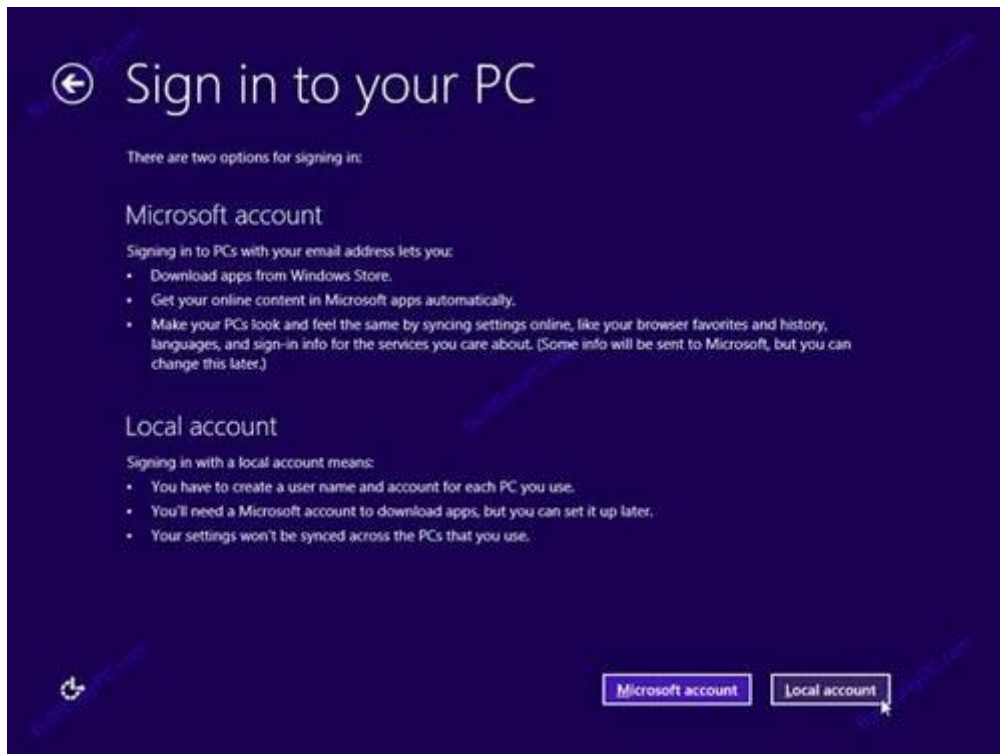 Sign in to your PC
There are two options for signing in:
Microsoft account
Signing in to PCs with your email address lets you:
• Download apps from Windows Store.
• Get your online content in Microsoft apps automatically.
• Make your PCs look and feel the same by syncing settings online, like your browser favorites and history,
languages, and sign-in info for the services you care about. (Some info will be sent to Microsoft, but you can
change this later.)
Local account
Signing in with a local account means:
• You have to create a user name and account for each PC you use.
• You'll need a Microsoft account to download apps, but you can set it up later.
• Your settings won't be synced across the PCs that you use.
Microsoft account
Local account